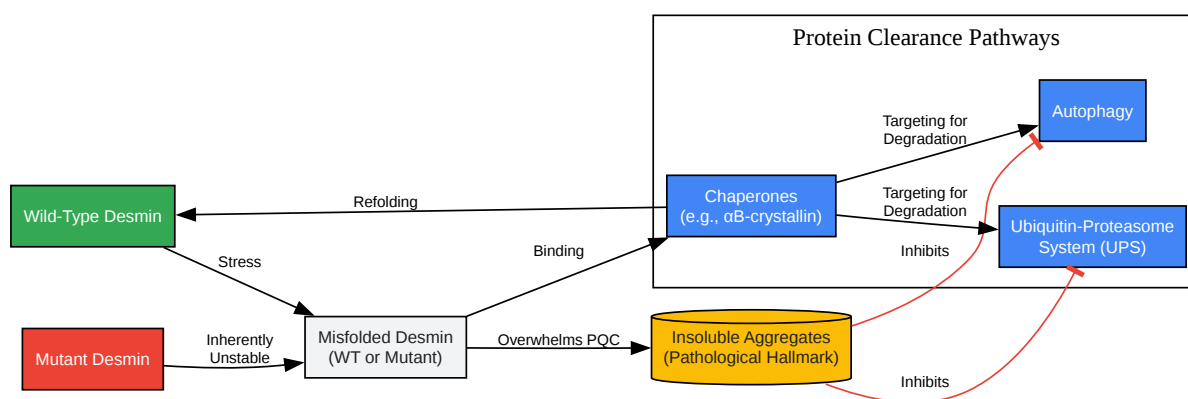 Protein Clearance Pathways
Autophagy
Targeting for
Degradation
Chaperones
(e.g., αB-crystallin)
Wild-Type Desmin
Refolding
Targeting for
Degradation
Ubiquitin-Proteasome
System (UPS)
Stress
Binding
Inhibits
Mutant Desmin
Inherently
Unstable
Misfolded Desmin
(WT or Mutant)
Overwhelms PQC
Insoluble Aggregates
(Pathological Hallmark)
Inhibits